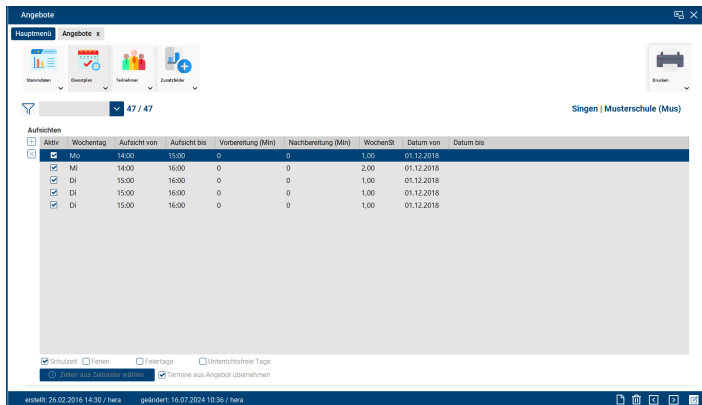 Angebote
Hauptmenü Angebote x
Stammdaten Dienstplan Teilnehmer Zusatzfelder Drucken
47 / 47 Singen | Musterschule (Mus)
Aufsichten
Aktiv Wochentag Aufsicht von Aufsicht bis Vorbereitung (Min) Nachbereitung (Min) WochenSt Datum von Datum bis
Mo 14:00 15:00 0 0 1,00 01.12.2018
Mi 14:00 16:00 0 0 2,00 01.12.2018
Di 15:00 16:00 0 0 1,00 01.12.2018
Di 15:00 16:00 0 0 1,00 01.12.2018
Di 15:00 16:00 0 0 1,00 01.12.2018
Schulzeit Ferien Feiertage Unterrichtsfreie Tage
Zeiten aus Zeitraster wählen Termine aus Angebot übernehmen
erstellt: 26.02.2016 14:30 / hera geändert: 16.07.2024 10:36 / hera